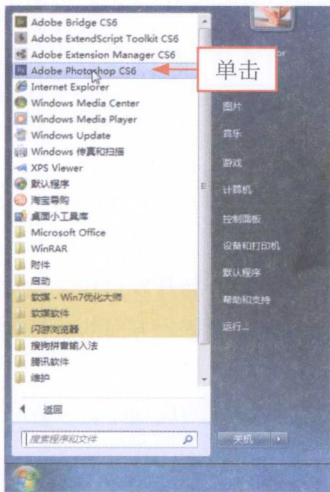 Adobe Bridge CS6
Adobe ExtendScript Toolkit CS6
Adobe Extension Manager CS6
Adobe Photoshop CS6
单击
Internet Explorer
Windows Media Center
Windows Media Player
Windows Update
Windows 传真和扫描
XPS Viewer
默认程序
淘宝导购
桌面小工具库
Microsoft Office
WinRAR
附件
启动
软媒 - Win7优化大师
软媒软件
闪游浏览器
搜狗拼音输入法
腾讯软件
维护
返回
搜索程序和文件
图片
音乐
游戏
计算机
控制面板
设备和打印机
默认程序
帮助和支持
运行...
关机